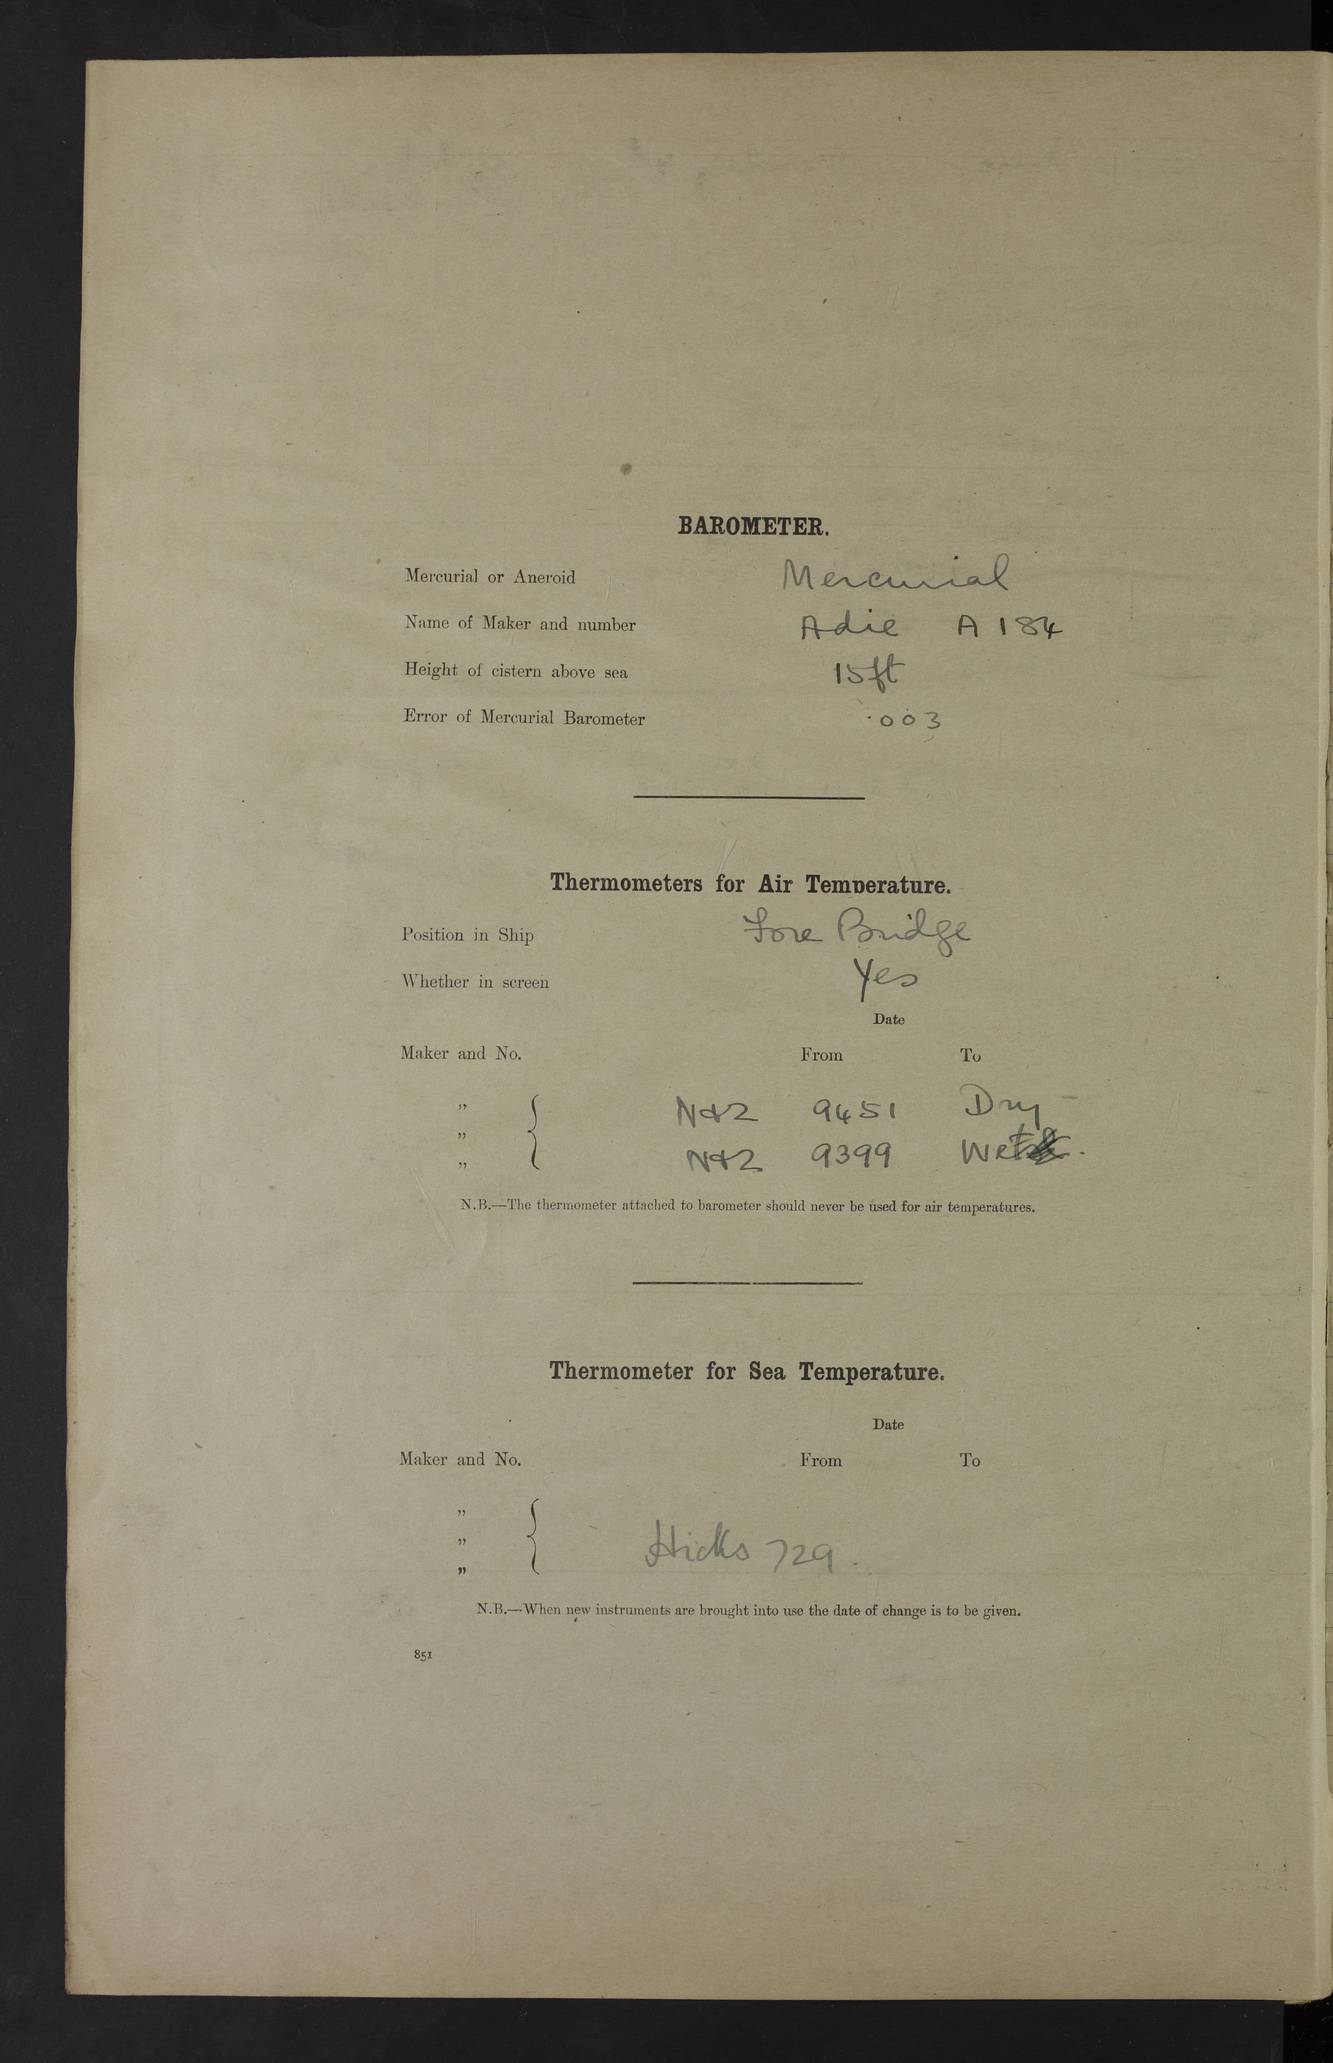 BAROMETER.
Mercurial or Aneroid Mercurial
Name of Maker and number Adie A 184
Height of cistern above sea 15ft
Error of Mercurial Barometer ·003
Thermometers for Air Temperature.
Position in Ship Fore Bridge
Whether in screen Yes
Date
Maker and No. From To
" N&Z 9451 Dry
"
" N&Z 9399 Wet
N.B.—The thermometer attached to barometer should never be used for air temperatures.
Thermometer for Sea Temperature.
Date
Maker and No. From To
"
" Hicks 729.
"
N.B.—When new instruments are brought into use the date of change is to be given.
851